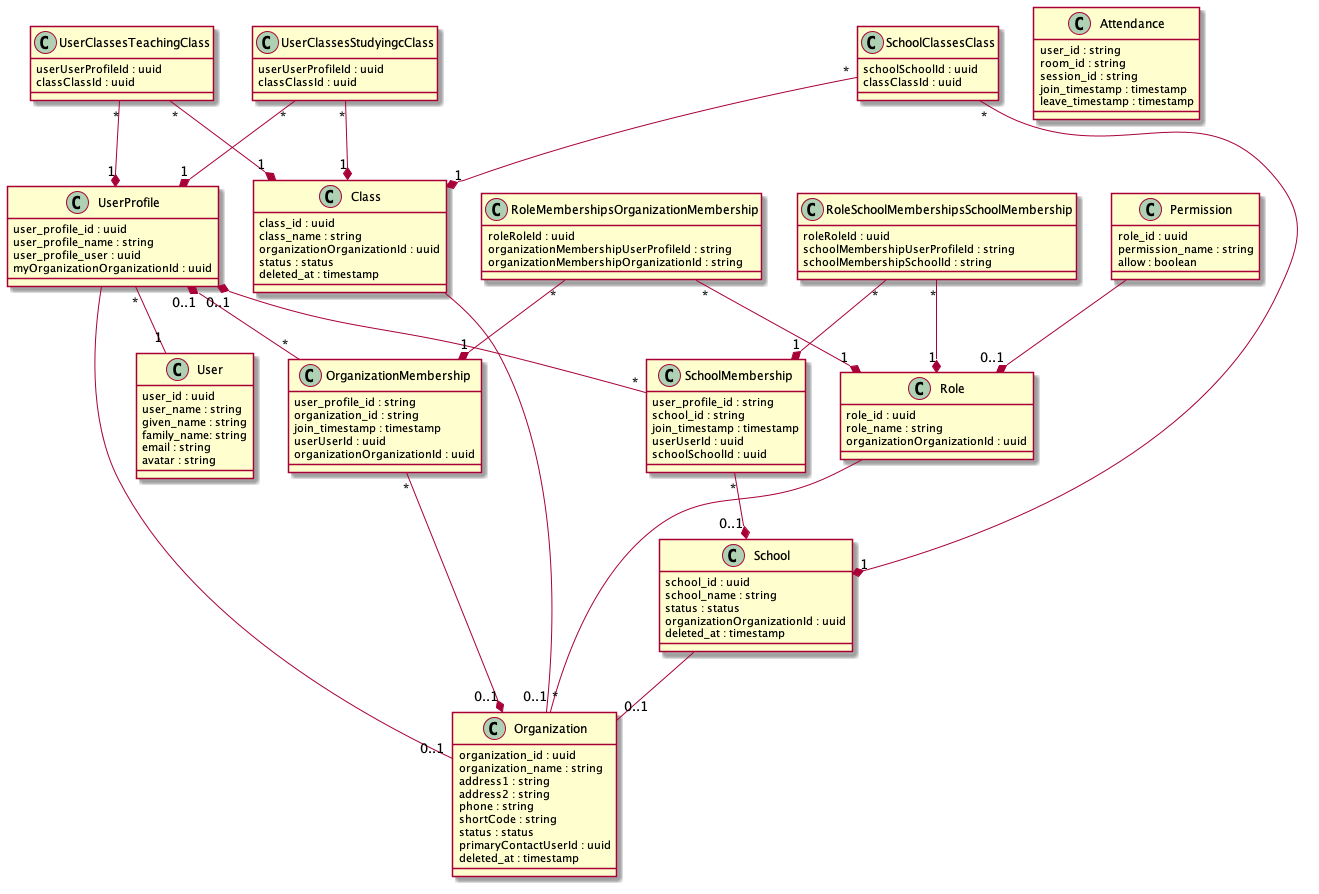 C UserClassesTeachingClass
userUserProfileId : uuid
classClassId : uuid
C UserClassesStudyingcClass
userUserProfileId : uuid
classClassId : uuid
C SchoolClassesClass
schoolSchoolId : uuid
classClassId : uuid
C Attendance
user_id : string
room_id : string
session_id : string
join_timestamp : timestamp
leave_timestamp : timestamp
*
*
*
*
*
*
1
1
1
1
1
C UserProfile
user_profile_id : uuid
user_profile_name : string
user_profile_user : uuid
myOrganizationOrganizationId : uuid
C Class
class_id : uuid
class_name : string
organizationOrganizationId : uuid
status : status
deleted_at : timestamp
C RoleMembershipsOrganizationMembership
roleRoleId : uuid
organizationMembershipUserProfileId : string
organizationMembershipOrganizationId : string
C RoleSchoolMembershipsSchoolMembership
roleRoleId : uuid
schoolMembershipUserProfileId : string
schoolMembershipSchoolId : string
C Permission
role_id : uuid
permission_name : string
allow : boolean
*
0..1
0..1
*
*
*
*
1
*
1
1
1
1
0..1
*
C User
user_id : uuid
user_name : string
given_name : string
family_name: string
email : string
avatar : string
C OrganizationMembership
user_profile_id : string
organization_id : string
join_timestamp : timestamp
userUserId : uuid
organizationOrganizationId : uuid
C SchoolMembership
user_profile_id : string
school_id : string
join_timestamp : timestamp
userUserId : uuid
schoolSchoolId : uuid
C Role
role_id : uuid
role_name : string
organizationOrganizationId : uuid
*
*
0..1
1
C School
school_id : uuid
school_name : string
status : status
organizationOrganizationId : uuid
deleted_at : timestamp
0..1
0..1
*
0..1
0..1
C Organization
organization_id : uuid
organization_name : string
address1 : string
address2 : string
phone : string
shortCode : string
status : status
primaryContactUserId : uuid
deleted_at : timestamp